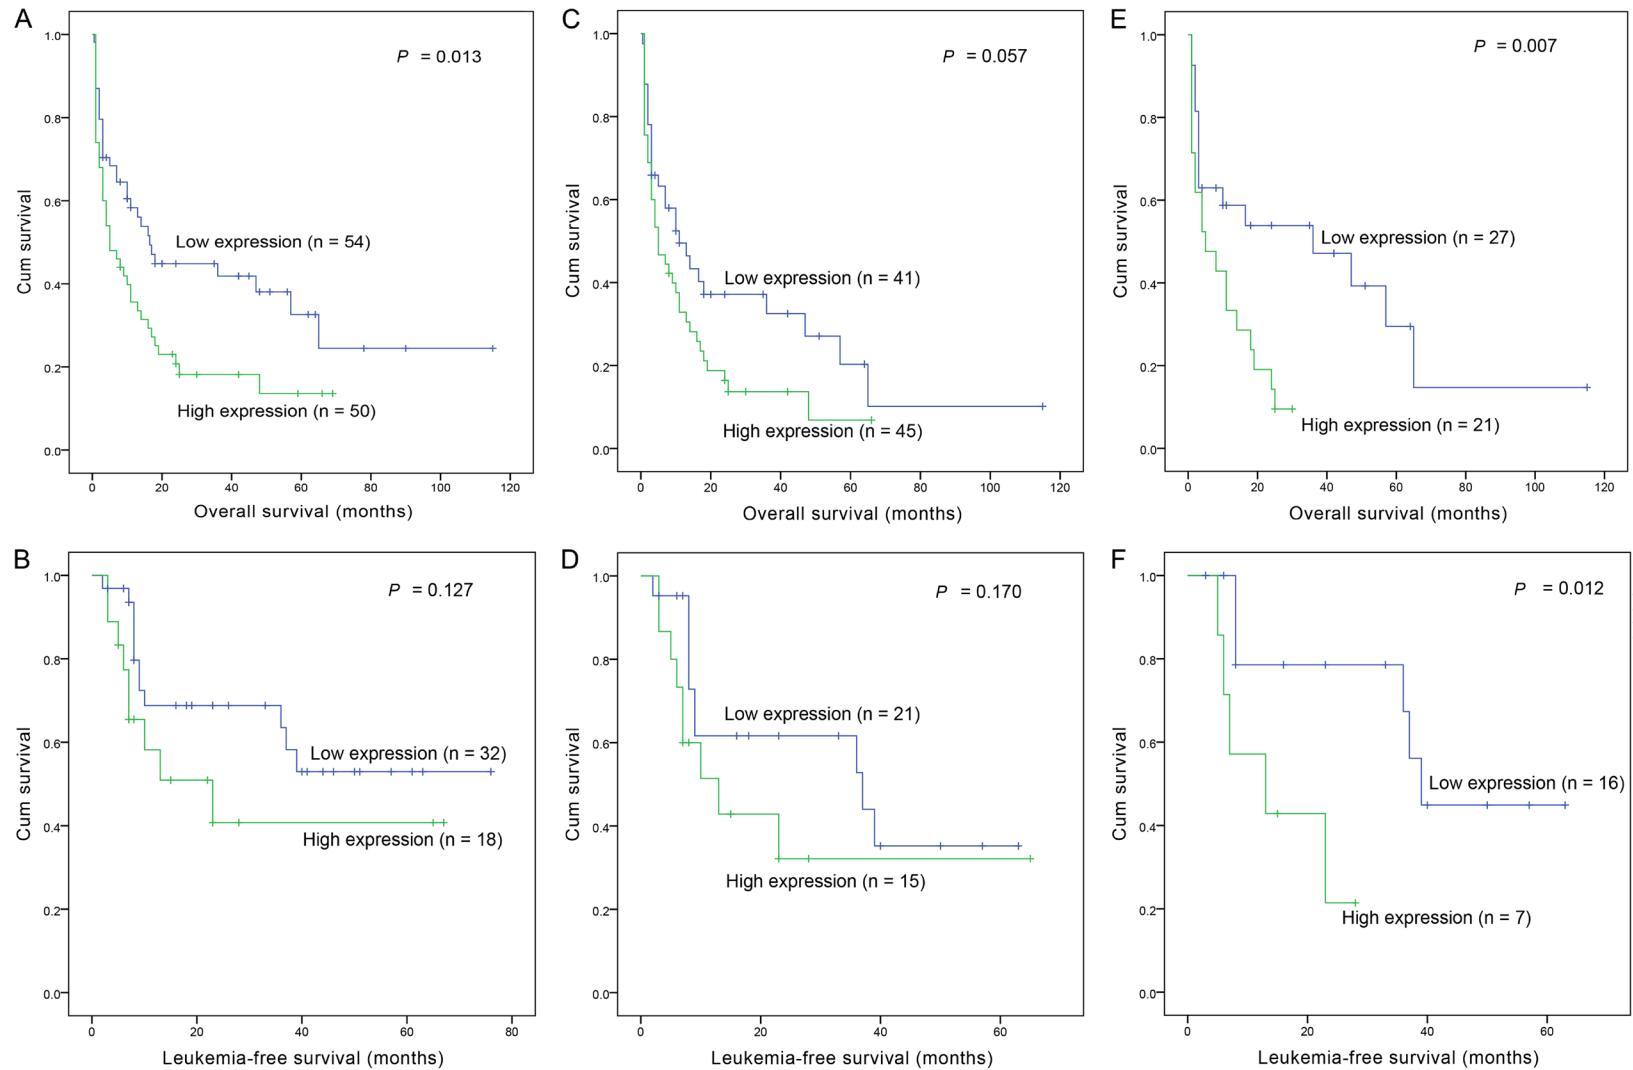 A
P = 0.013
Cum survival
1.0
0.8
0.6
0.4
0.2
0.0
Low expression (n = 54)
High expression (n = 50)
0 20 40 60 80 100 120
Overall survival (months)
C
P = 0.057
Cum survival
1.0
0.8
0.6
0.4
0.2
0.0
Low expression (n = 41)
High expression (n = 45)
0 20 40 60 80 100 120
Overall survival (months)
E
P = 0.007
Cum survival
1.0
0.8
0.6
0.4
0.2
0.0
Low expression (n = 27)
High expression (n = 21)
0 20 40 60 80 100 120
Overall survival (months)
B
P = 0.127
Cum survival
1.0
0.8
0.6
0.4
0.2
0.0
Low expression (n = 32)
High expression (n = 18)
0 20 40 60 80
Leukemia-free survival (months)
D
P = 0.170
Cum survival
1.0
0.8
0.6
0.4
0.2
0.0
Low expression (n = 21)
High expression (n = 15)
0 20 40 60
Leukemia-free survival (months)
F
P = 0.012
Cum survival
1.0
0.8
0.6
0.4
0.2
0.0
Low expression (n = 16)
High expression (n = 7)
0 20 40 60
Leukemia-free survival (months)